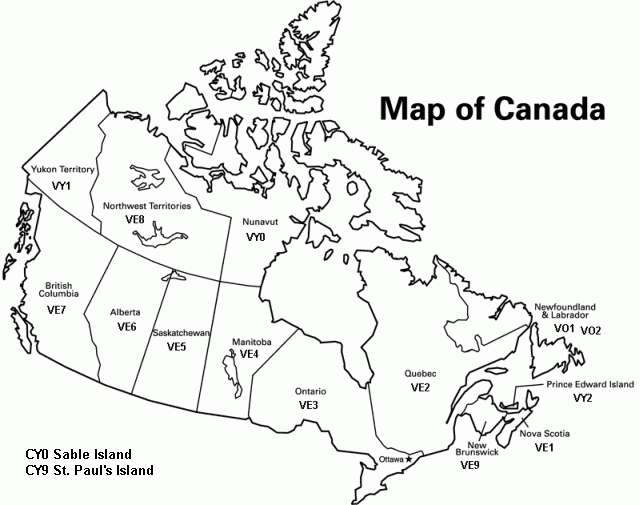 Map of Canada
Yukon Territory
VY1
Northwest Territories
VE8
Nunavut
VY0
British
Columbia
VE7
Alberta
VE6
Saskatchewan
VE5
Manitoba
VE4
Ontario
VE3
Quebec
VE2
Newfoundland
& Labrador
VO1 VO2
Prince Edward Island
VY2
Nova Scotia
VE1
New
Brunswick
VE9
Ottawa
CY0 Sable Island
CY9 St. Paul's Island